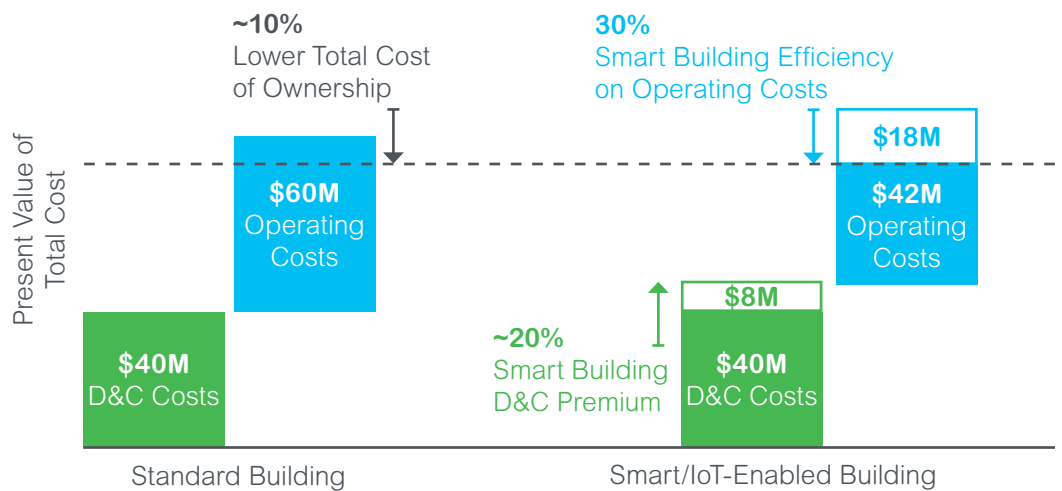 ~10%
Lower Total Cost
of Ownership
30%
Smart Building Efficiency
on Operating Costs
Present Value of
Total Cost
$60M
Operating
Costs
$40M
D&C Costs
$18M
$42M
Operating
Costs
~20%
Smart Building
D&C Premium
$8M
$40M
D&C Costs
Standard Building
Smart/IoT-Enabled Building